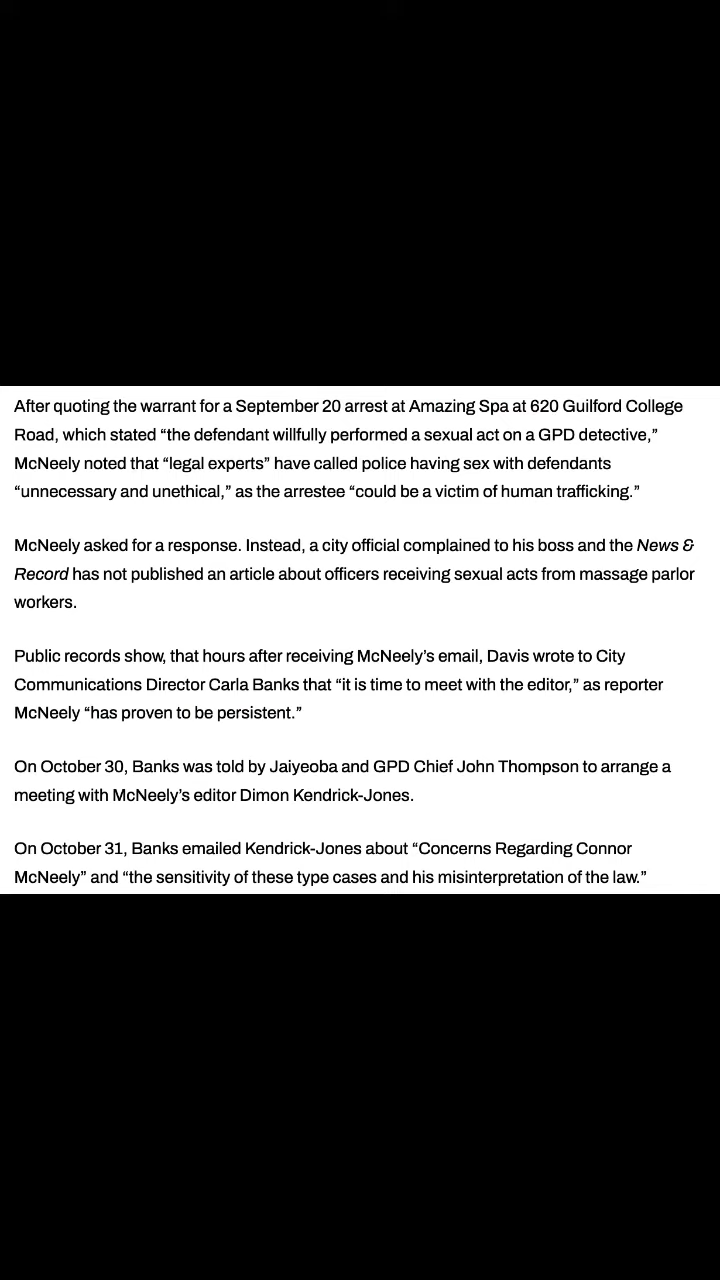 After quoting the warrant for a September 20 arrest at Amazing Spa at 620 Guilford College
Road, which stated “the defendant willfully performed a sexual act on a GPD detective,”
McNeely noted that “legal experts” have called police having sex with defendants
“unnecessary and unethical,” as the arrestee “could be a victim of human trafficking.”
McNeely asked for a response. Instead, a city official complained to his boss and the News &
Record has not published an article about officers receiving sexual acts from massage parlor
workers.
Public records show, that hours after receiving McNeely’s email, Davis wrote to City
Communications Director Carla Banks that “it is time to meet with the editor,” as reporter
McNeely “has proven to be persistent.”
On October 30, Banks was told by Jaiyeoba and GPD Chief John Thompson to arrange a
meeting with McNeely’s editor Dimon Kendrick-Jones.
On October 31, Banks emailed Kendrick-Jones about “Concerns Regarding Connor
McNeely” and “the sensitivity of these type cases and his misinterpretation of the law.”